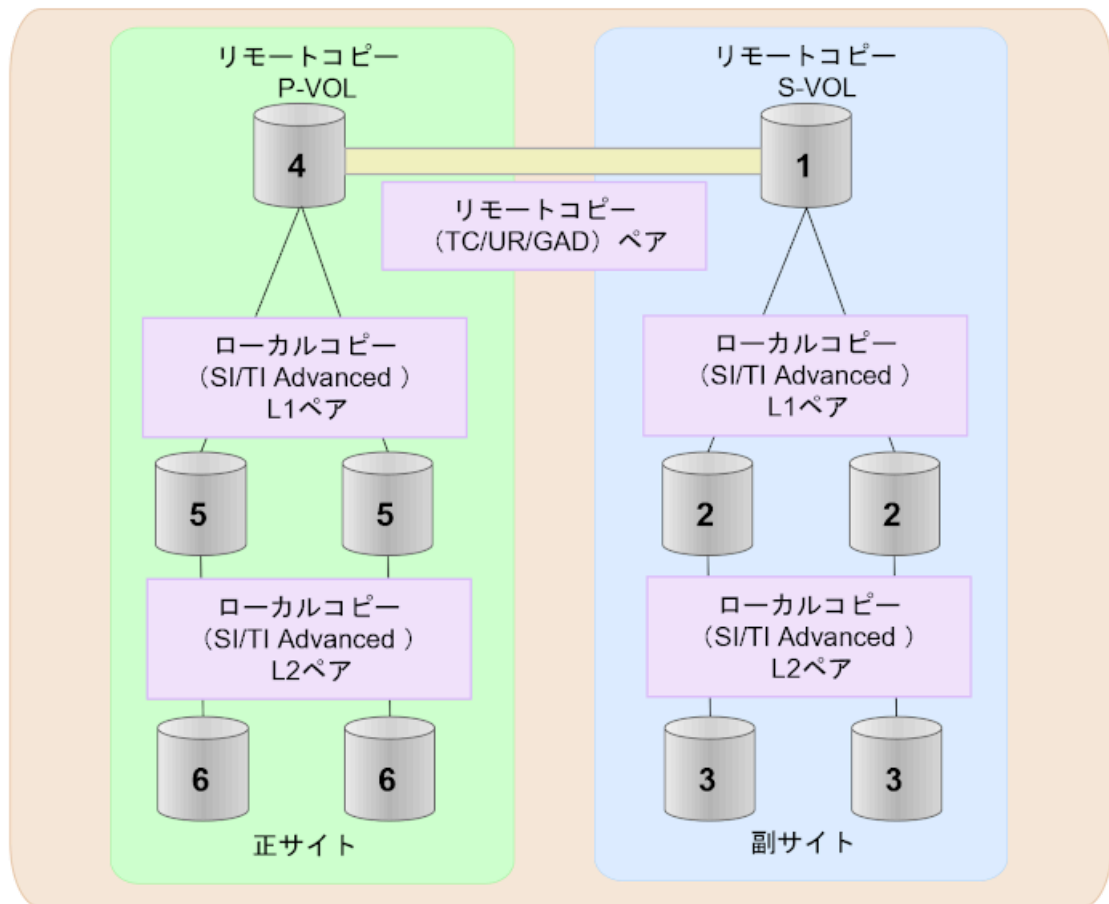 リモートコピー
P-VOL
リモートコピー
S-VOL
4
1
リモートコピー
（TC/UR/GAD）ペア
ローカルコピー
（SI/TI Advanced ）
L1ペア
ローカルコピー
（SI/TI Advanced ）
L1ペア
5
5
2
2
ローカルコピー
（SI/TI Advanced ）
L2ペア
ローカルコピー
（SI/TI Advanced ）
L2ペア
6
6
3
3
正サイト
副サイト